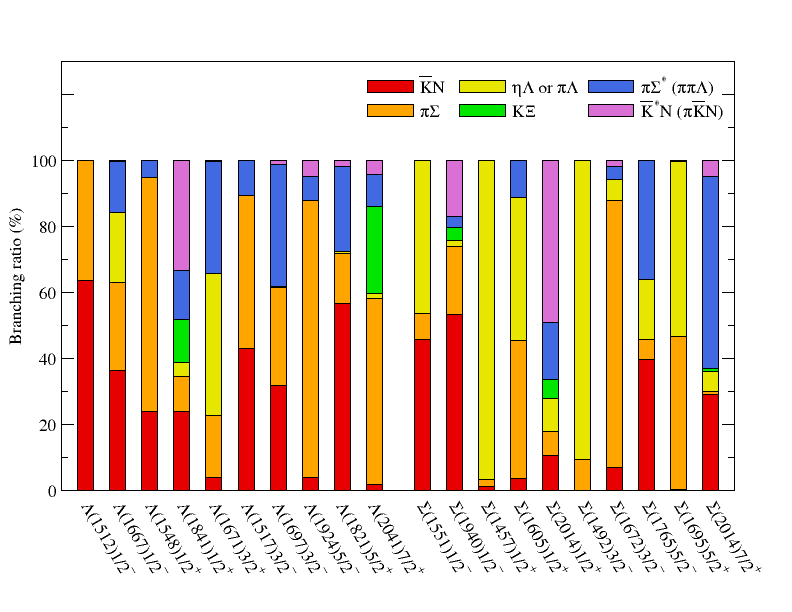 K̅N
ηΛ or πΛ
πΣ* (ππΛ)
πΣ
KΞ
K̅*N (πK̅N)
Branching ratio (%)
100
80
60
40
20
0
Λ(1512)1/2⁻
Λ(1667)1/2⁻
Λ(1548)1/2⁺
Λ(1841)1/2⁺
Λ(1671)3/2⁺
Λ(1517)3/2⁻
Λ(1697)3/2⁻
Λ(1924)5/2⁻
Λ(1821)5/2⁺
Λ(2041)7/2⁺
Σ(1551)1/2⁻
Σ(1940)1/2⁻
Σ(1457)1/2⁺
Σ(1605)1/2⁺
Σ(2014)1/2⁺
Σ(1492)3/2⁻
Σ(1672)3/2⁻
Σ(1765)5/2⁻
Σ(1695)5/2⁺
Σ(2014)7/2⁺